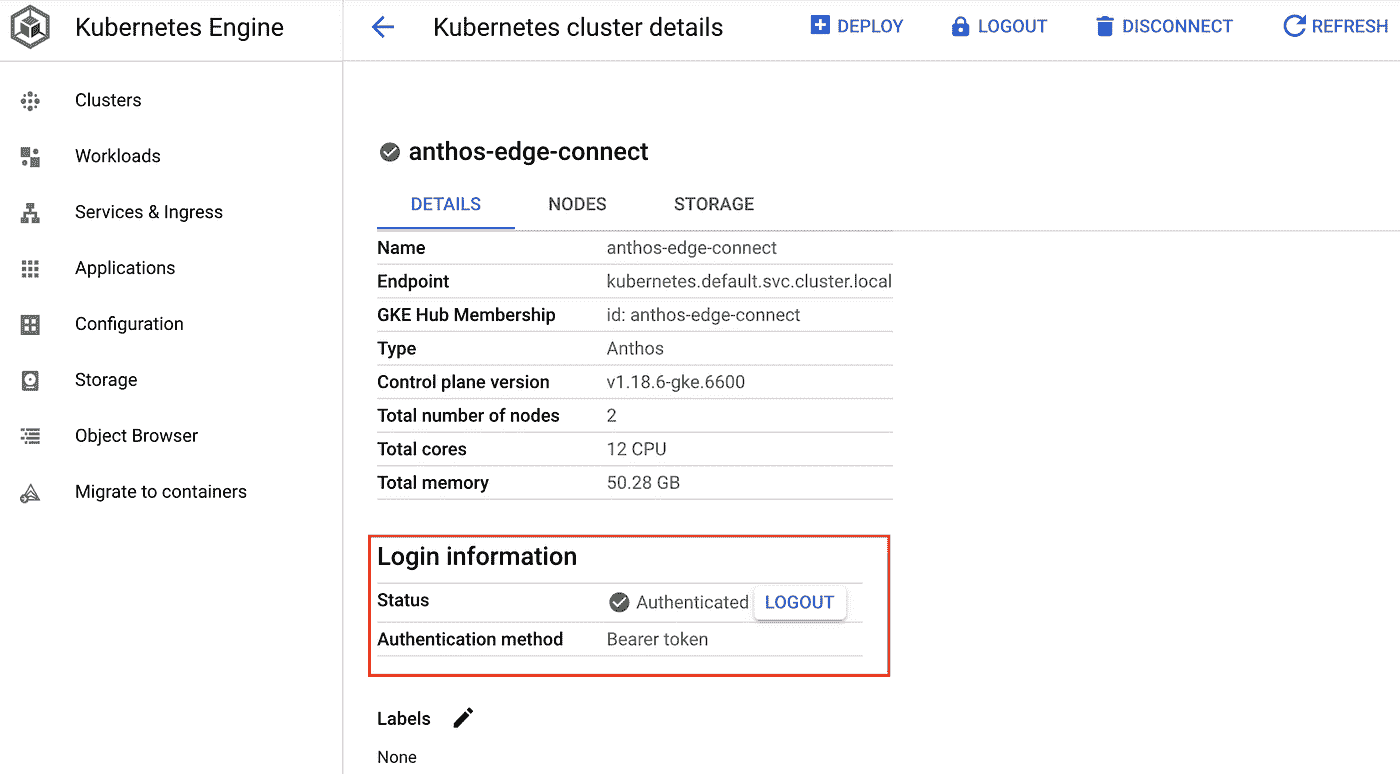 Kubernetes Engine
Kubernetes cluster details
DEPLOY
LOGOUT
DISCONNECT
REFRESH
Clusters
Workloads
Services & Ingress
Applications
Configuration
Storage
Object Browser
Migrate to containers
anthos-edge-connect
DETAILS NODES STORAGE
Name anthos-edge-connect
Endpoint kubernetes.default.svc.cluster.local
GKE Hub Membership id: anthos-edge-connect
Type Anthos
Control plane version v1.18.6-gke.6600
Total number of nodes 2
Total cores 12 CPU
Total memory 50.28 GB
Login information
Status Authenticated LOGOUT
Authentication method Bearer token
Labels
None